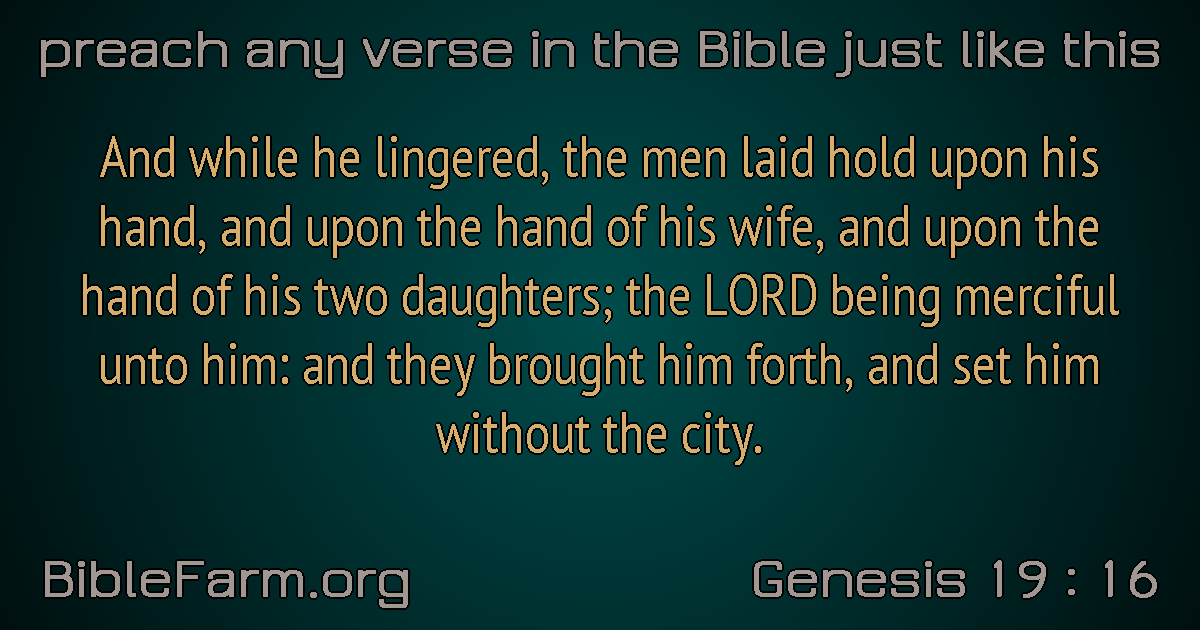 preach any verse in the Bible just like this
And while he lingered, the men laid hold upon his
hand, and upon the hand of his wife, and upon the
hand of his two daughters; the LORD being merciful
unto him: and they brought him forth, and set him
without the city.
BibleFarm.org
Genesis 19 : 16